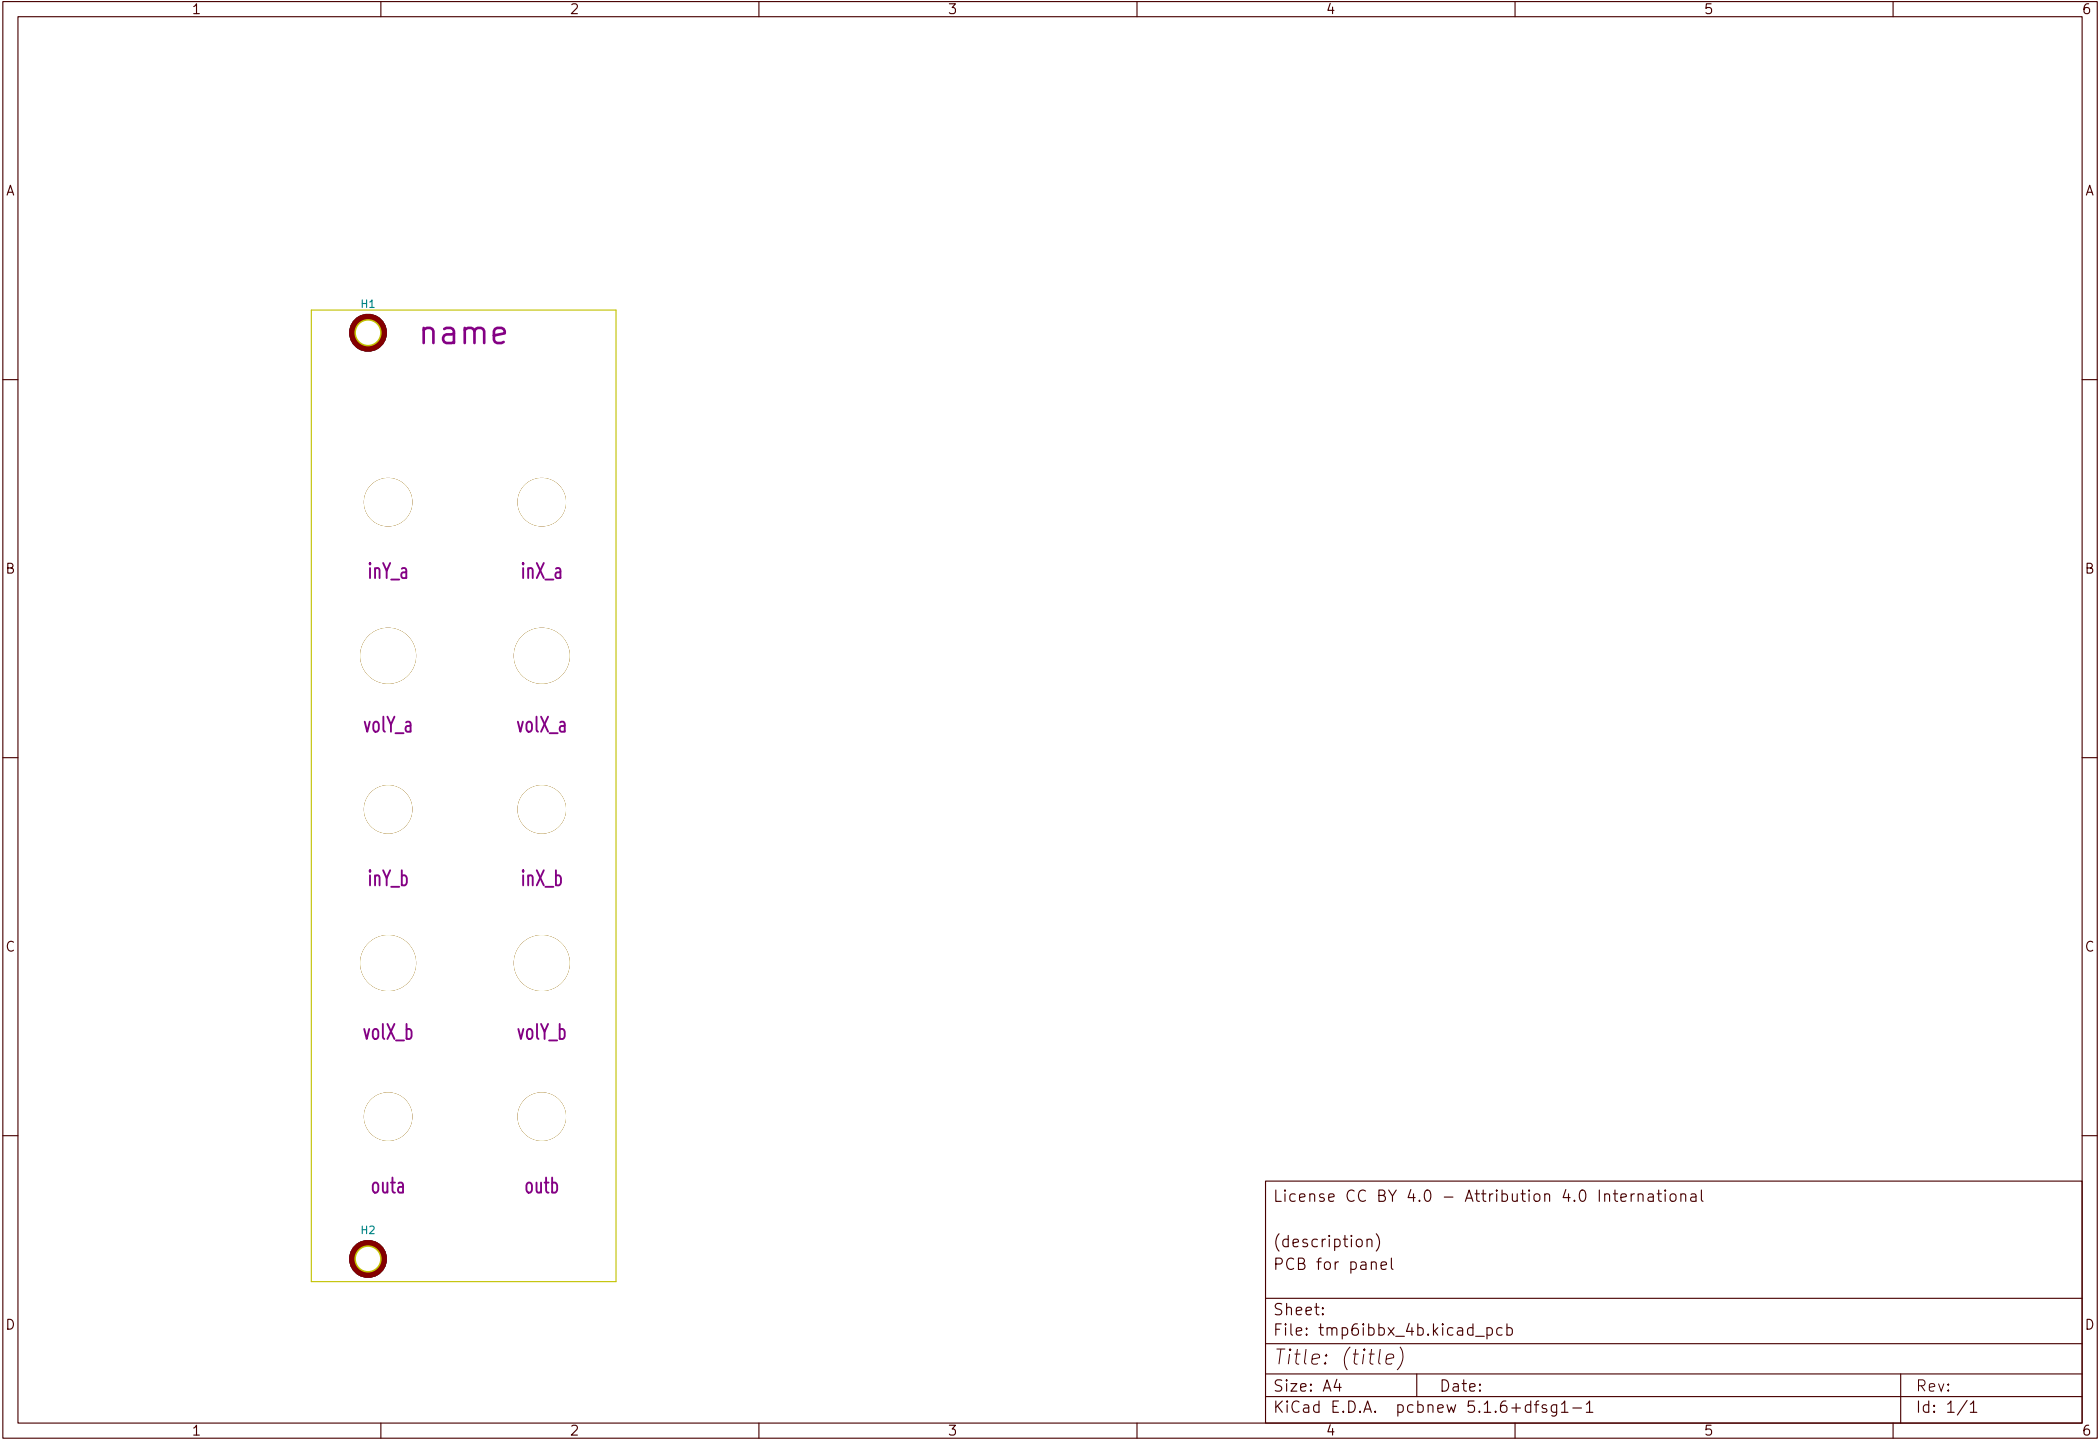 1 2 3 4 5 6
A A
H1
name
inY_a inX_a
B B
volY_a volX_a
inY_b inX_b
C C
volX_b volY_b
outa outb
H2
License CC BY 4.0 - Attribution 4.0 International
(description)
PCB for panel
Sheet:
D D
File: tmp6ibbx_4b.kicad_pcb
Title: (title)
Size: A4 Date: Rev:
KiCad E.D.A. pcbnew 5.1.6+dfsg1-1 Id: 1/1
1 2 3 4 5 6